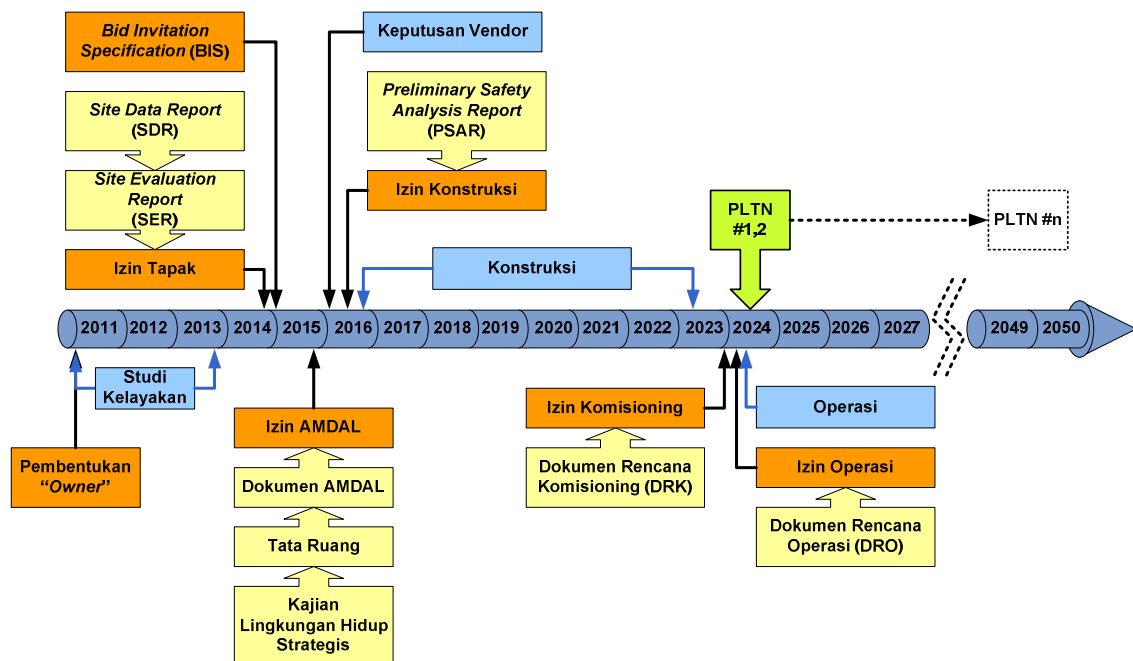 Bid Invitation
Specification (BIS)
Keputusan Vendor
Site Data Report
(SDR)
Preliminary Safety
Analysis Report
(PSAR)
Site Evaluation
Report
(SER)
Izin Konstruksi
Izin Tapak
Konstruksi
PLTN
#1,2
PLTN #n
2011 2012 2013 2014 2015 2016 2017 2018 2019 2020 2021 2022 2023 2024 2025 2026 2027 2049 2050
Studi
Kelayakan
Pembentukan
"Owner"
Izin AMDAL
Dokumen AMDAL
Tata Ruang
Kajian
Lingkungan Hidup
Strategis
Izin Komisioning
Dokumen Rencana
Komisioning (DRK)
Operasi
Izin Operasi
Dokumen Rencana
Operasi (DRO)